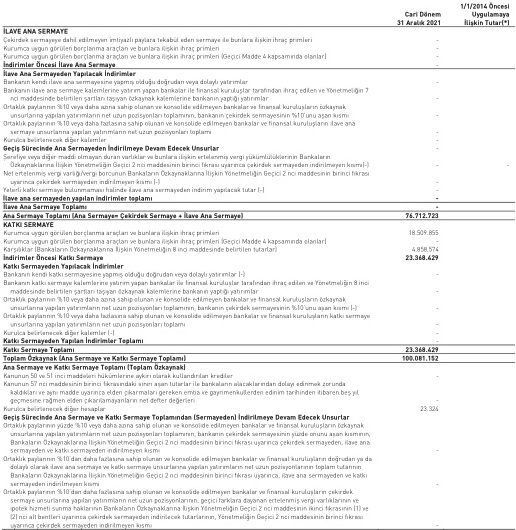 Cari Dönem
31 Aralık 2021
1/1/2014 Öncesi
Uygulamaya
İlişkin Tutar(*)
İLAVE ANA SERMAYE
Çekirdek sermayeye dahil edilmeyen imtiyazlı paylara tekabül eden sermaye ile bunlara ilişkin ihraç primleri -
Kurumca uygun görülen borçlanma araçları ve bunlara ilişkin ihraç primleri -
Kurumca uygun görülen borçlanma araçları ve bunlara ilişkin ihraç primleri (Geçici Madde 4 kapsamında olanlar) -
İndirimler Öncesi İlave Ana Sermaye -
İlave Ana Sermayeden Yapılacak İndirimler
Bankanın kendi ilave ana sermayesine yapmış olduğu doğrudan veya dolaylı yatırımlar -
Bankanın ilave ana sermaye kalemlerine yatırım yapan bankalar ile finansal kuruluşlar tarafından ihraç edilen ve Yönetmeliğin 7
nci maddesinde belirtilen şartları taşıyan özkaynak kalemlerine bankanın yaptığı yatırımlar -
Ortaklık paylarının %10 veya daha azına sahip olunan ve konsolide edilmeyen bankalar ve finansal kuruluşların özkaynak
unsurlarına yapılan yatırımların net uzun pozisyonları toplamının, bankanın çekirdek sermayesinin %10'unu aşan kısmı -
Ortaklık paylarının %10 veya daha fazlasına sahip olunan ve konsolide edilmeyen bankalar ve finansal kuruluşların ilave ana
sermaye unsurlarına yapılan yatırımların net uzun pozisyonları toplamı -
Kurulca belirlenecek diğer kalemler -
Geçiş Sürecinde Ana Sermayeden İndirilmeye Devam Edecek Unsurlar
Şerefiye veya diğer maddi olmayan duran varlıklar ve bunlara ilişkin ertelenmiş vergi yükümlülüklerinin Bankaların
Özkaynaklarına İlişkin Yönetmeliğin Geçici 2 nci maddesinin birinci fıkrası uyarınca çekirdek sermayeden indirilmeyen kısmı(-) - -
Net ertelenmiş vergi varlığı/vergi borcunun Bankaların Özkaynaklarına İlişkin Yönetmeliğin Geçici 2 nci maddesinin birinci fıkrası
uyarınca çekirdek sermayeden indirilmeyen kısmı (-) -
Yeterli katkı sermaye bulunmaması halinde ilave ana sermayeden indirim yapılacak tutar (-) -
İlave ana sermayeden yapılan indirimler toplamı -
İlave Ana Sermaye Toplamı -
Ana Sermaye Toplamı (Ana Sermaye= Çekirdek Sermaye + İlave Ana Sermaye) 76.712.723
KATKI SERMAYE
Kurumca uygun görülen borçlanma araçları ve bunlara ilişkin ihraç primleri 18.509.855
Kurumca uygun görülen borçlanma araçları ve bunlara ilişkin ihraç primleri (Geçici Madde 4 kapsamında olanlar) -
Karşılıklar (Bankaların Özkaynaklarına İlişkin Yönetmeliğin 8 inci maddesinde belirtilen tutarlar) 4.858.574
İndirimler Öncesi Katkı Sermaye 23.368.429
Katkı Sermayeden Yapılacak İndirimler
Bankanın kendi katkı sermayesine yapmış olduğu doğrudan veya dolaylı yatırımlar (-) -
Bankanın katkı sermaye kalemlerine yatırım yapan bankalar ile finansal kuruluşlar tarafından ihraç edilen ve Yönetmeliğin 8 inci
maddesinde belirtilen şartları taşıyan özkaynak kalemlerine bankanın yaptığı yatırımlar -
Ortaklık paylarının %10 veya daha azına sahip olunan ve konsolide edilmeyen bankalar ve finansal kuruluşların özkaynak
unsurlarına yapılan yatırımların net uzun pozisyonları toplamının, bankanın çekirdek sermayesinin %10'unu aşan kısmı (-) -
Ortaklık paylarının %10 veya daha fazlasına sahip olunan ve konsolide edilmeyen bankalar ve finansal kuruluşların katkı sermaye
unsurlarına yapılan yatırımların net uzun pozisyonları toplamı -
Kurulca belirlenecek diğer kalemler (-) -
Katkı Sermayeden Yapılan İndirimler Toplamı
Katkı Sermaye Toplamı 23.368.429
Toplam Özkaynak (Ana Sermaye ve Katkı Sermaye Toplamı) 100.081.152
Ana Sermaye ve Katkı Sermaye Toplamı (Toplam Özkaynak)
Kanunun 50 ve 51 inci maddeleri hükümlerine aykırı olarak kullandırılan krediler -
Kanunun 57 nci maddesinin birinci fıkrasındaki sınırı aşan tutarlar ile bankaların alacaklarından dolayı edinmek zorunda
kaldıkları ve aynı madde uyarınca elden çıkarmaları gereken emtia ve gayrimenkullerden edinim tarihinden itibaren beş yıl
geçmesine rağmen elden çıkarılamayanların net defter değerleri -
Kurulca belirlenecek diğer hesaplar 23.324
Geçiş Sürecinde Ana Sermaye ve Katkı Sermaye Toplamından (Sermayeden) İndirilmeye Devam Edecek Unsurlar
Ortaklık paylarının yüzde %10 veya daha azına sahip olunan ve konsolide edilmeyen bankalar ve finansal kuruluşların özkaynak
unsurlarına yapılan yatırımların net uzun pozisyonları toplamının, bankanın çekirdek sermayesinin yüzde onunu aşan kısmının,
Bankaların Özkaynaklarına İlişkin Yönetmeliğin Geçici 2 nci maddesinin birinci fıkrası uyarınca çekirdek sermayeden, ilave ana
sermayeden ve katkı sermayeden indirilmeyen kısmı -
Ortaklık paylarının %10'dan daha fazlasına sahip olunan ve konsolide edilmeyen bankalar ve finansal kuruluşların doğrudan ya da
dolaylı olarak ilave ana sermaye ve katkı sermaye unsurlarına yapılan yatırımların net uzun pozisyonlarının toplam tutarının
Bankaların Özkaynaklarına İlişkin Yönetmeliğin Geçici 2 nci maddesinin birinci fıkrası uyarınca, ilave ana sermayeden ve katkı
sermayeden indirilmeyen kısmı -
Ortaklık paylarının %10'dan daha fazlasına sahip olunan ve konsolide edilmeyen bankalar ve finansal kuruluşların çekirdek
sermaye unsurlarına yapılan yatırımların net uzun pozisyonlarının, geçici farklara dayanan ertelenmiş vergi varlıklarının ve
ipotek hizmeti sunma haklarının Bankaların Özkaynaklarına İlişkin Yönetmeliğin Geçici 2 nci maddesinin ikinci fıkrasının (1) ve
(2) nci alt bentleri uyarınca çekirdek sermayeden indirilecek tutarlarının, Yönetmeliğin Geçici 2 nci maddesinin birinci fıkrası
uyarınca çekirdek sermayeden indirilmeyen kısmı -